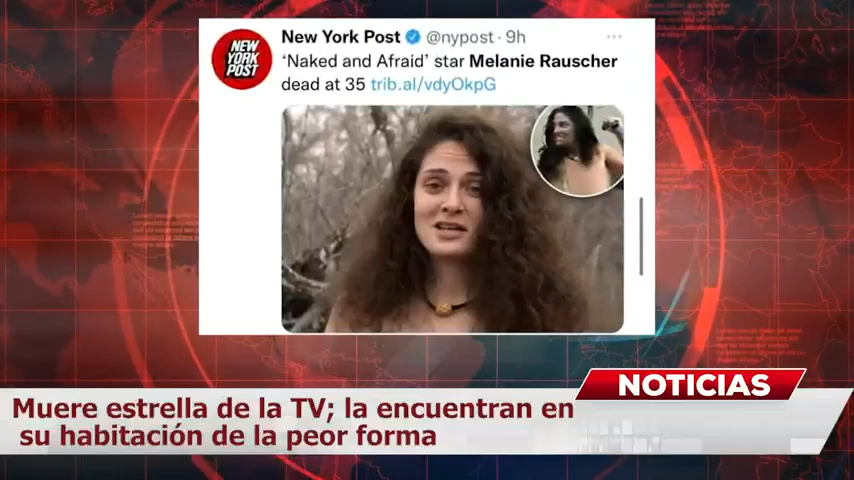 NEW
YORK
POST
New York Post @nypost · 9h
‘Naked and Afraid’ star Melanie Rauscher
dead at 35 trib.al/vdyOkpG
NOTICIAS
Muere estrella de la TV; la encuentran en
su habitación de la peor forma